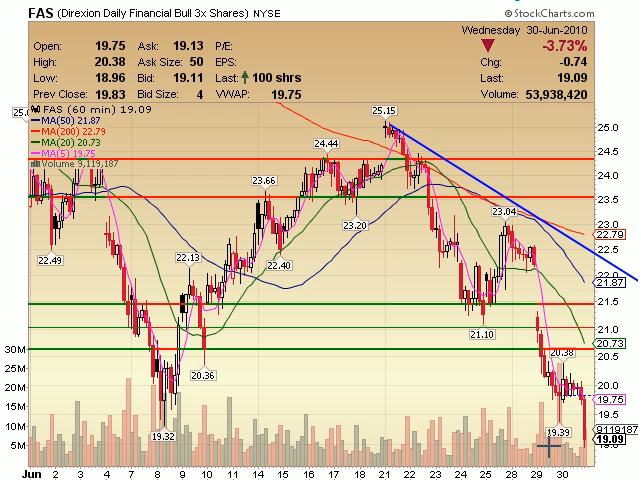 FAS (Direxion Daily Financial Bull 3x Shares) NYSE © StockCharts.com
Wednesday 30-Jun-2010
Open: 19.75 Ask: 19.13 P/E: -3.73%
High: 20.38 Ask Size: 50 EPS: Chg: -0.74
Low: 18.96 Bid: 19.11 Last: 100 shrs Last: 19.09
Prev Close: 19.83 Bid Size: 4 VWAP: 19.75 Volume: 53,938,420
FAS (60 min) 19.09
MA(50) 21.87
MA(200) 22.79
MA(20) 20.73
MA(5) 19.75
Volume 9,119,187
25.15
24.44
23.66
23.20
23.04
22.49
22.13
22.40
21.10
20.36
20.38
19.32
19.39
25.0
24.5
24.0
23.5
23.0
22.79
22.5
22.0
21.87
21.5
21.0
20.73
20.5
20.0
19.75
19.5
9119187
19.09
30M
25M
20M
15M
10M
5M
Jun 2 3 4 7 8 9 10 11 14 15 16 17 18 21 22 23 24 25 28 29 30